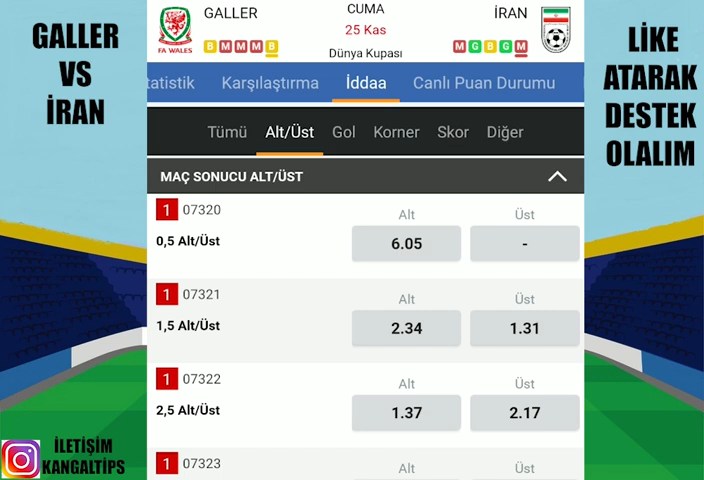 GALLER
VS
İRAN
FA WALES
GALLER
B M M M B
CUMA
25 Kas
Dünya Kupası
İRAN
M G B G M
LİKE
ATARAK
DESTEK
OLALIM
tatistik Karşılaştırma İddaa Canlı Puan Durumu
Tümü Alt/Üst Gol Korner Skor Diğer
MAÇ SONUCU ALT/ÜST
1 07320
Alt Üst
0,5 Alt/Üst 6.05 -
1 07321
Alt Üst
1,5 Alt/Üst 2.34 1.31
1 07322
Alt Üst
2,5 Alt/Üst 1.37 2.17
1 07323
Alt Üst
İLETİŞİM
KANGALTİPS